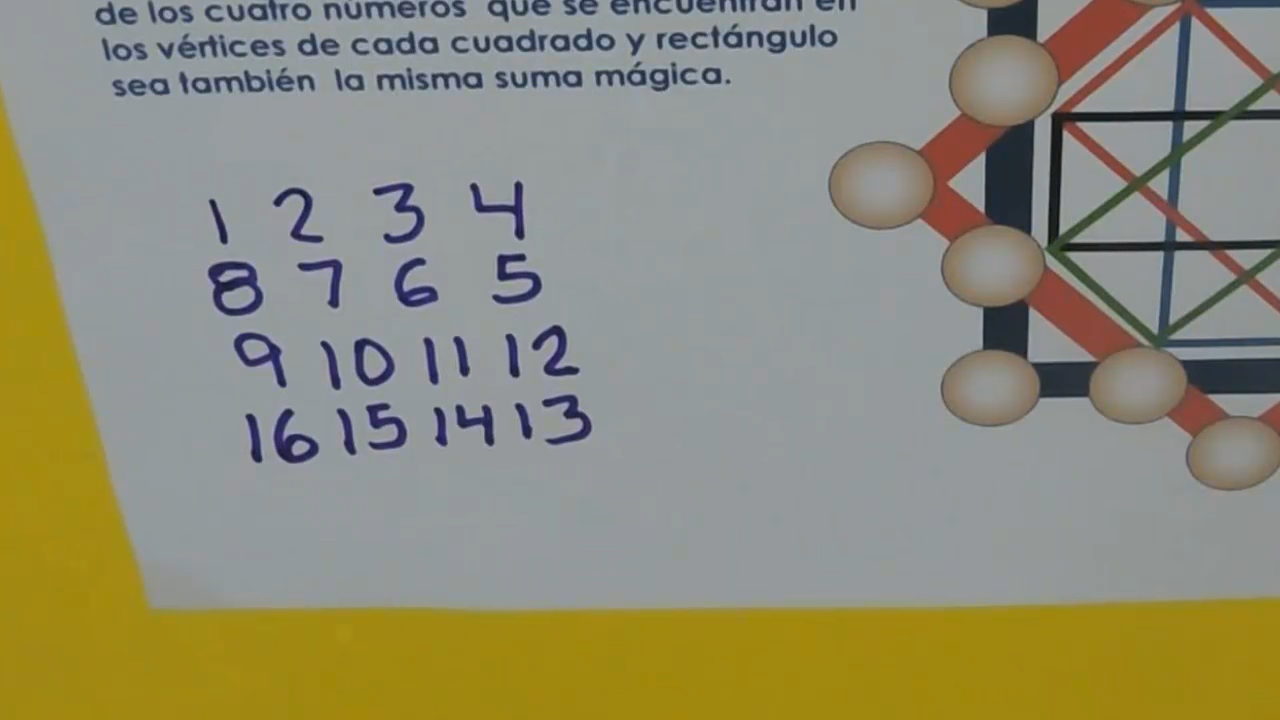 de los cuatro números que se encuentran en
los vértices de cada cuadrado y rectángulo
sea también la misma suma mágica.
1 2 3 4
8 7 6 5
9 10 11 12
16 15 14 13